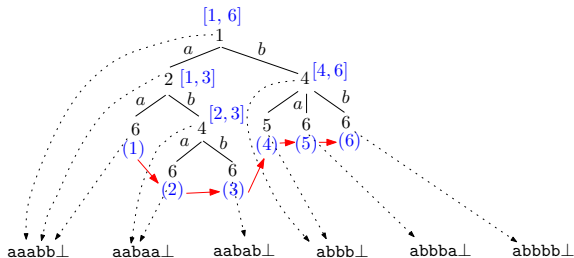 [1, 6]
1
a b
2 [1, 3] 4 [4, 6]
a b a b
6 4 [2, 3] 5 6 6
(1) a b (4) (5) (6)
6 6
(2) (3)
aaabb⊥ aabaa⊥ aabab⊥ abbb⊥ abbba⊥ abbbb⊥